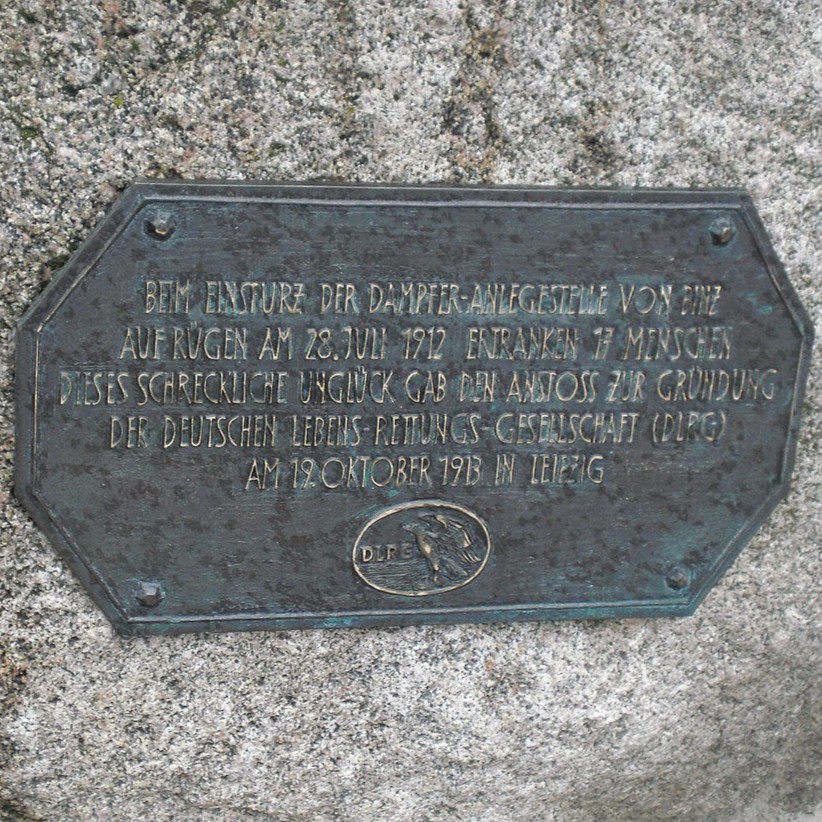 BEIM EINSTURZ DER DAMPFER-ANLEGESTELLE VON BINZ
AUF RÜGEN AM 28. JULI 1912 ERTRANKEN 17 MENSCHEN
DIESES SCHRECKLICHE UNGLÜCK GAB DEN ANSTOSS ZUR GRÜNDUNG
DER DEUTSCHEN LEBENS-RETTUNGS-GESELLSCHAFT (DLRG)
AM 19. OKTOBER 1913 IN LEIPZIG
DLRG